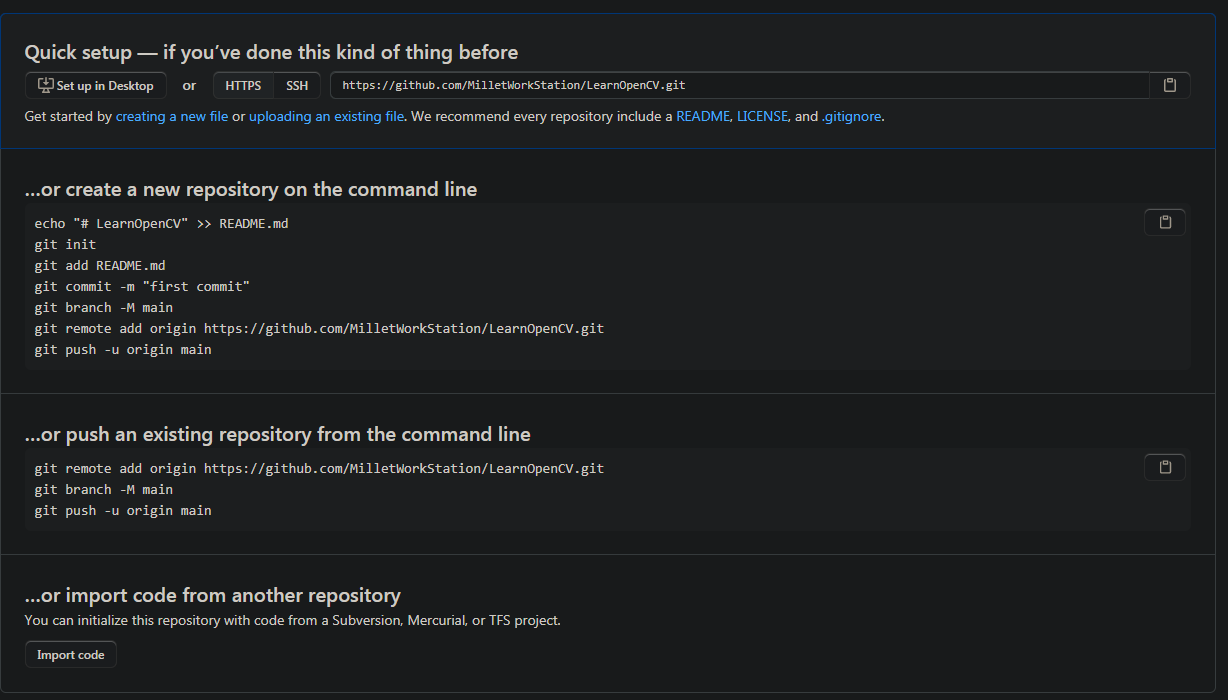 Quick setup — if you’ve done this kind of thing before
Set up in Desktop or HTTPS SSH https://github.com/MilletWorkStation/LearnOpenCV.git
Get started by creating a new file or uploading an existing file. We recommend every repository include a README, LICENSE, and .gitignore.
…or create a new repository on the command line
echo "# LearnOpenCV" >> README.md
git init
git add README.md
git commit -m "first commit"
git branch -M main
git remote add origin https://github.com/MilletWorkStation/LearnOpenCV.git
git push -u origin main
…or push an existing repository from the command line
git remote add origin https://github.com/MilletWorkStation/LearnOpenCV.git
git branch -M main
git push -u origin main
…or import code from another repository
You can initialize this repository with code from a Subversion, Mercurial, or TFS project.
Import code